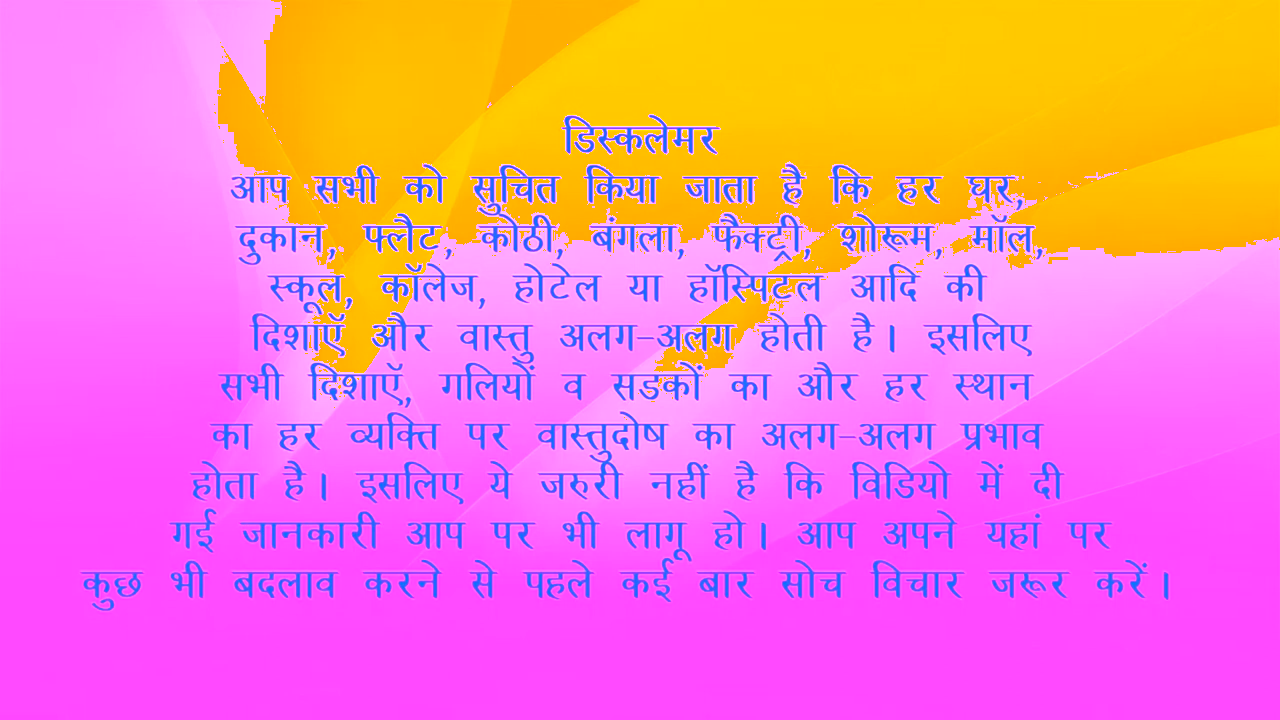 डिस्कलेमर
आप सभी को सुचित किया जाता है कि हर घर,
दुकान, फ्लैट, कोठी, बंगला, फैक्ट्री, शोरूम, मॉल,
स्कूल, कॉलेज, होटेल या हॉस्पिटल आदि की
दिशाऍ और वास्तु अलग-अलग होती है। इसलिए
सभी दिशाऍ, गलियों व सडकों का और हर स्थान
का हर व्यक्ति पर वास्तुदोष का अलग-अलग प्रभाव
होता है। इसलिए ये जरुरी नहीं है कि विडियो में दी
गई जानकारी आप पर भी लागू हो। आप अपने यहां पर
कुछ भी बदलाव करने से पहले कई बार सोच विचार जरूर करें।